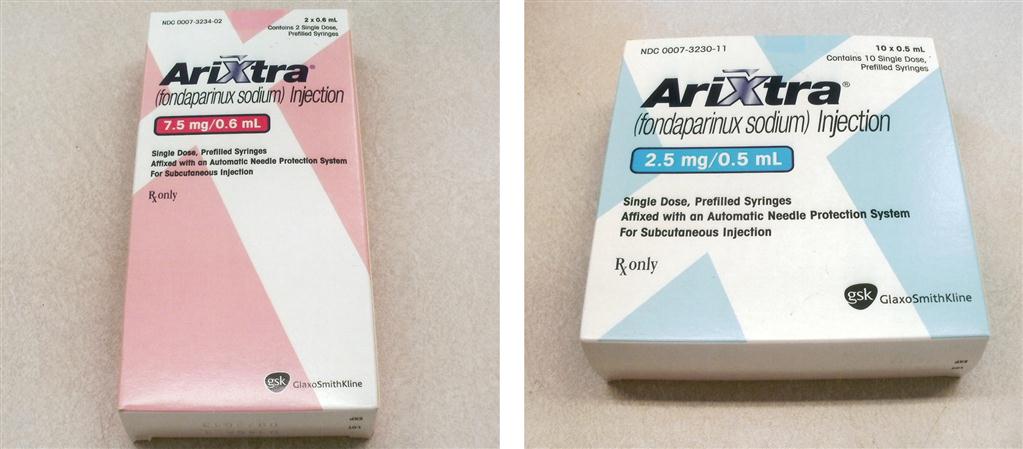 NDC 0007-3234-02
2 x 0.6 mL
Contains 2 Single Dose,
Prefilled Syringes
AriXtra®
(fondaparinux sodium) Injection
7.5 mg/0.6 mL
Single Dose, Prefilled Syringes
Affixed with an Automatic Needle Protection System
For Subcutaneous Injection
Rx only
gsk GlaxoSmithKline
LOT
EXP
NDC 0007-3230-11
10 x 0.5 mL
Contains 10 Single Dose,
Prefilled Syringes
AriXtra®
(fondaparinux sodium) Injection
2.5 mg/0.5 mL
Single Dose, Prefilled Syringes
Affixed with an Automatic Needle Protection System
For Subcutaneous Injection
Rx only
gsk GlaxoSmithKline
LOT
EXP